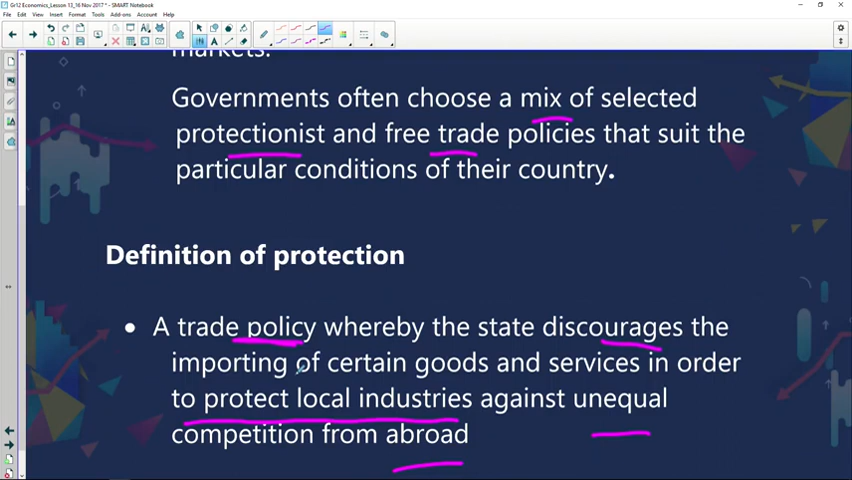 Gr12 Economics_Lesson 13_16 Nov 2017 * - SMART Notebook
File Edit View Insert Format Tools Add-ons Account Help
markets.
Governments often choose a mix of selected
protectionist and free trade policies that suit the
particular conditions of their country.
Definition of protection
• A trade policy whereby the state discourages the
importing of certain goods and services in order
to protect local industries against unequal
competition from abroad